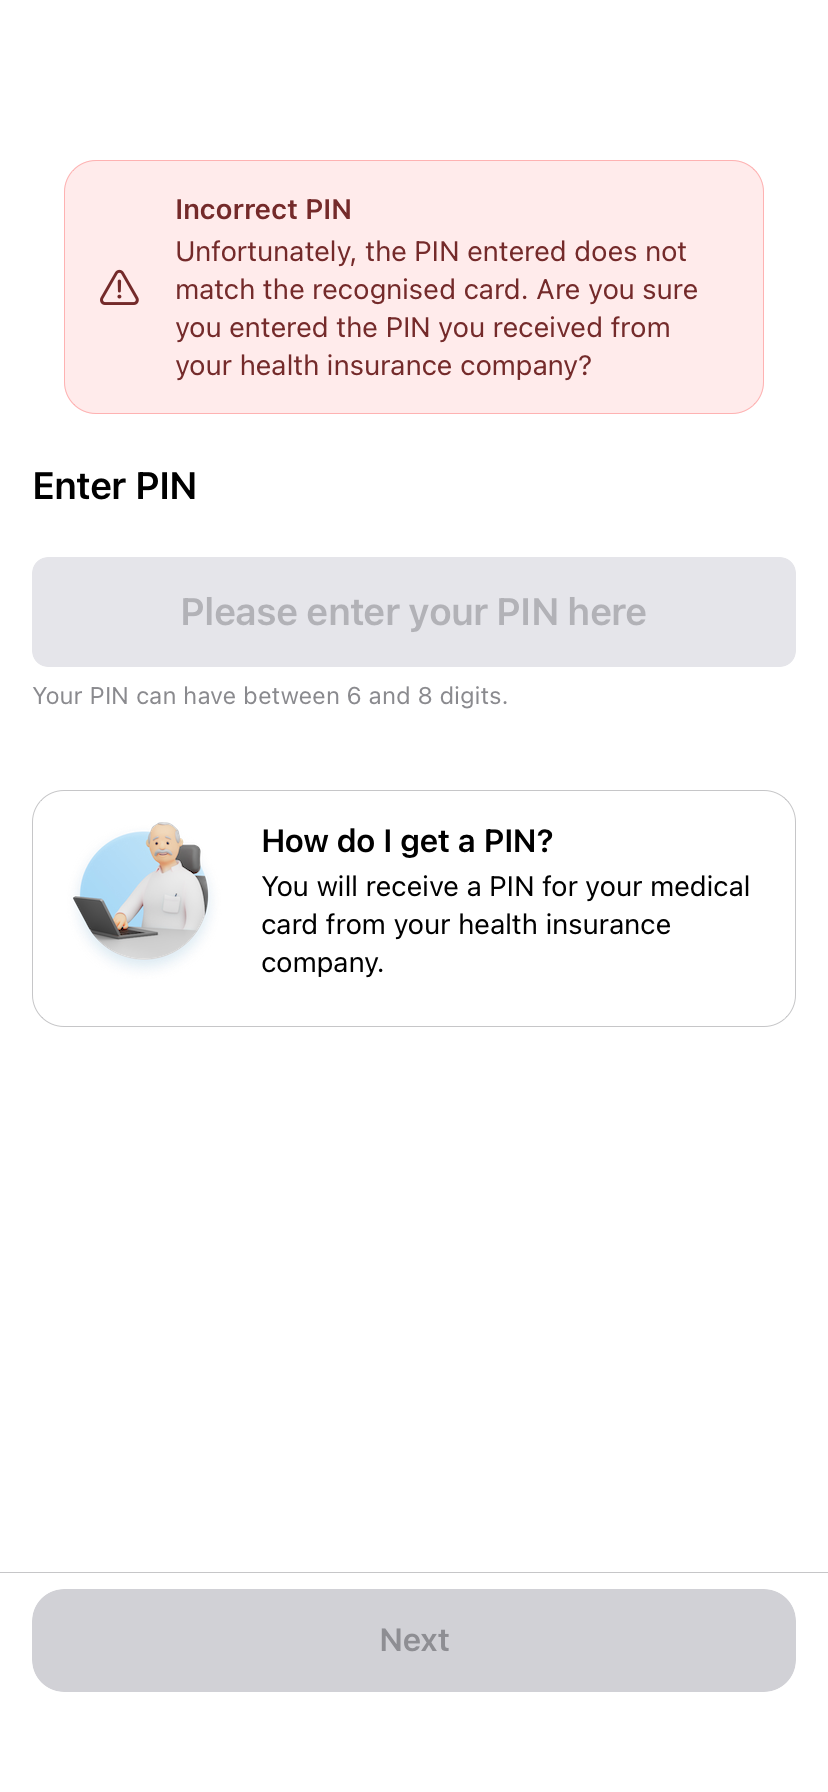 Incorrect PIN
Unfortunately, the PIN entered does not
match the recognised card. Are you sure
you entered the PIN you received from
your health insurance company?
Enter PIN
Please enter your PIN here
Your PIN can have between 6 and 8 digits.
How do I get a PIN?
You will receive a PIN for your medical
card from your health insurance
company.
Next